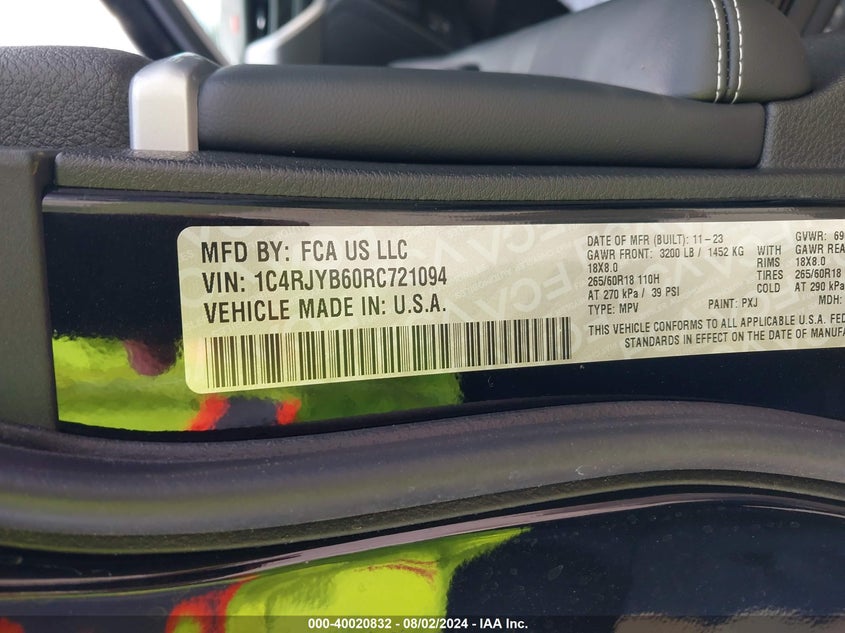 MFD BY: FCA US LLC
VIN: 1C4RJYB60RC721094
VEHICLE MADE IN: U.S.A.
DATE OF MFR (BUILT): 11-23
GAWR FRONT: 3200 LB / 1452 KG WITH
18X8.0 RIMS
265/60R18 110H TIRES
AT 270 kPa / 39 PSI COLD
TYPE: MPV PAINT: PXJ
GVWR: 69
GAWR REA
18X8.0
265/60R18
AT 290 kPa
MDH:
THIS VEHICLE CONFORMS TO ALL APPLICABLE U.S.A. FED
STANDARDS IN EFFECT ON THE DATE OF MANUFA
000-40020832 - 08/02/2024 - IAA Inc.